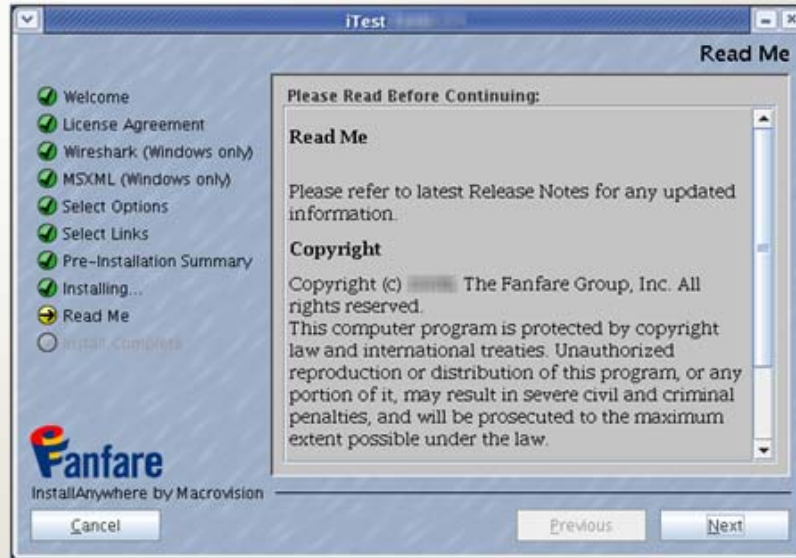 iTest
Read Me
Welcome
License Agreement
Wireshark (Windows only)
MSXML (Windows only)
Select Options
Select Links
Pre-Installation Summary
Installing...
Read Me
Install Complete
Please Read Before Continuing:
Read Me
Please refer to latest Release Notes for any updated
information.
Copyright
Copyright (c) The Fanfare Group, Inc. All
rights reserved.
This computer program is protected by copyright
law and international treaties. Unauthorized
reproduction or distribution of this program, or any
portion of it, may result in severe civil and criminal
penalties, and will be prosecuted to the maximum
extent possible under the law.
Fanfare
InstallAnywhere by Macrovision
Cancel
Previous
Next